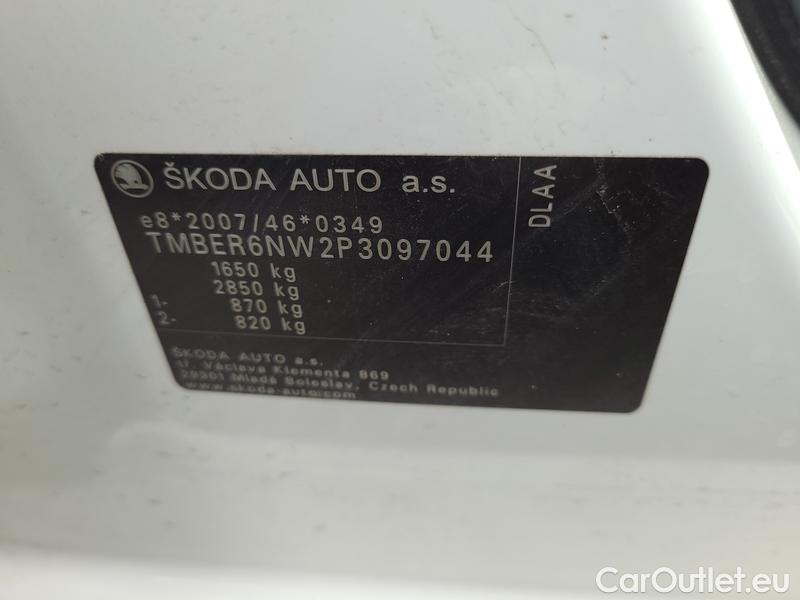 ŠKODA AUTO a.s.
DLAA
e8*2007/46*0349
TMBER6NW2P3097044
1650 kg
2850 kg
1- 870 kg
2- 820 kg
ŠKODA AUTO a.s.
tř. Václava Klementa 869
29301 Mladá Boleslav, Czech Republic
www.skoda-auto.com
CarOutlet.eu